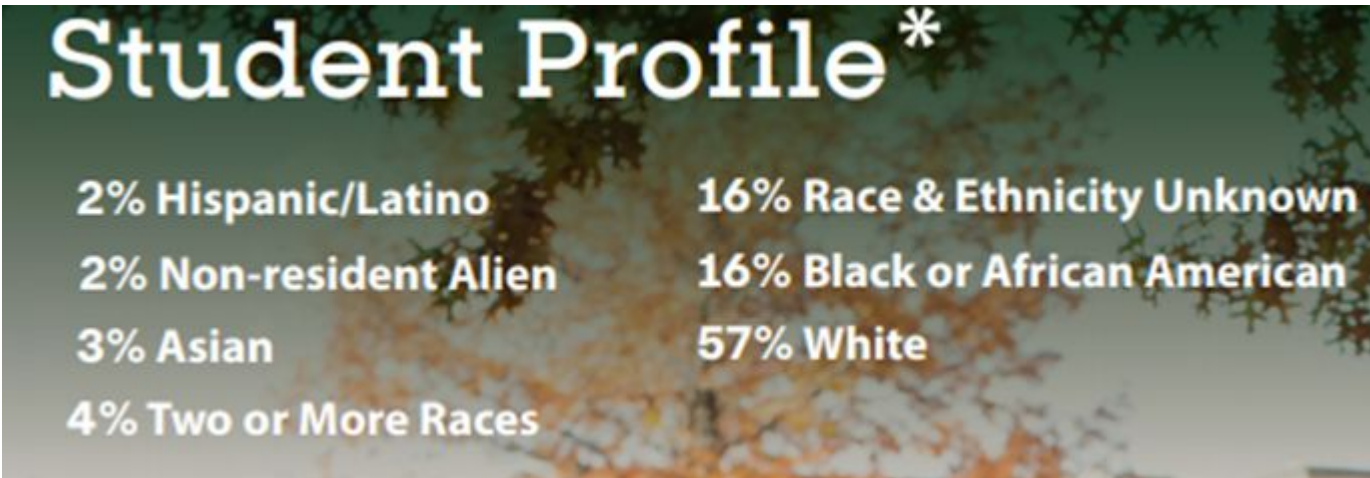 Student Profile*
2% Hispanic/Latino
2% Non-resident Alien
3% Asian
4% Two or More Races
16% Race & Ethnicity Unknown
16% Black or African American
57% White